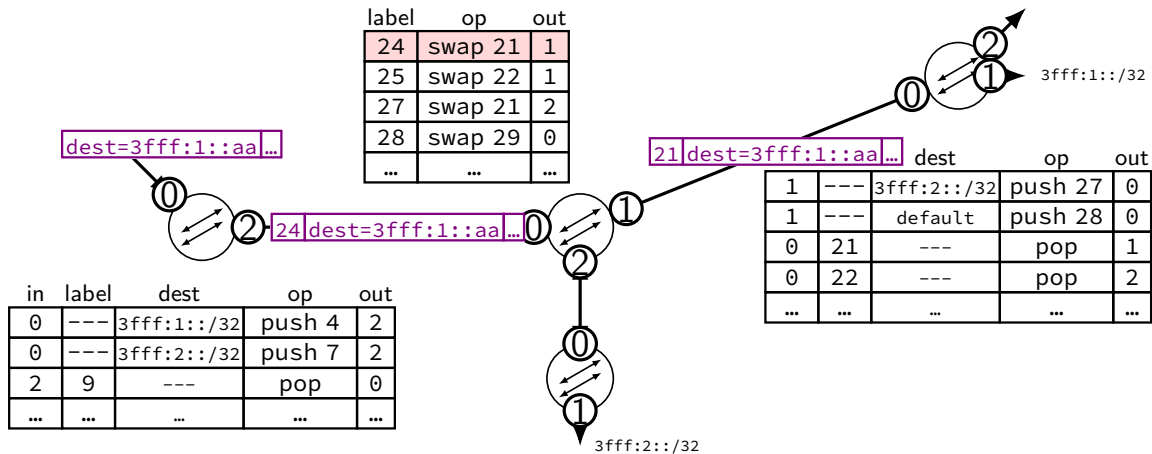 label op out
24 swap 21 1
25 swap 22 1
27 swap 21 2
28 swap 29 0
… … …
2
1
0
3fff:1::/32
dest=3fff:1::aa …
0
2
24 dest=3fff:1::aa …
0
1
2
21 dest=3fff:1::aa …
dest op out
1 --- 3fff:2::/32 push 27 0
1 --- default push 28 0
0 21 --- pop 1
0 22 --- pop 2
… … … … …
in label dest op out
0 --- 3fff:1::/32 push 4 2
0 --- 3fff:2::/32 push 7 2
2 9 --- pop 0
… … … … …
0
1
3fff:2::/32